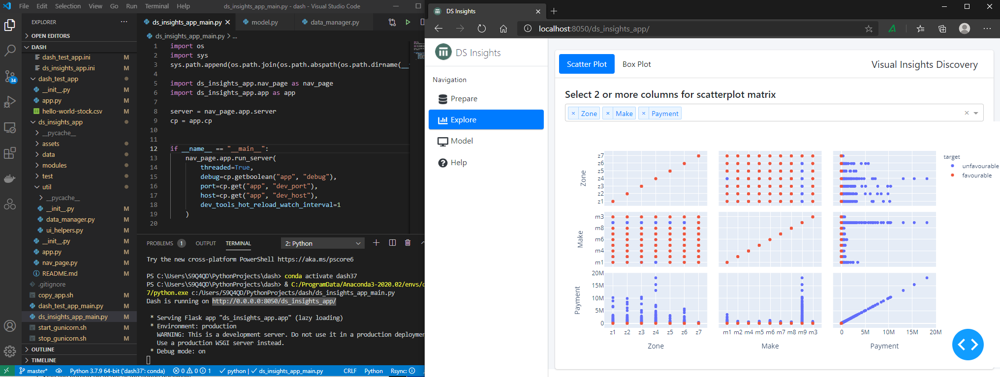 File Edit Selection View Go Run Terminal Help
ds_insights_app_main.py - dash - Visual Studio Code
EXPLORER ...
OPEN EDITORS
DASH
dash_test_app.ini M
ds_insights_app.ini M
dash_test_app
__init__.py M
app.py M
hello-world-stock.csv M
ds_insights_app
__pycache__
assets
data
modules
test
util
__pycache__
__init__.py M
data_manager.py M
ui_helpers.py M
__init__.py M
app.py M
nav_page.py M
README.md M
.gitignore
copy_app.sh M
dash_test_app_main.py M
ds_insights_app_main.py M
start_gunicorn.sh M
stop_gunicorn.sh M
OUTLINE
TIMELINE
34
ds_insights_app_main.py model.py data_manager.py
ds_insights_app_main.py > ...
1 import os
2 import sys
3 sys.path.append(os.path.join(os.path.abspath(os.path.dirname(__
4
5 import ds_insights_app.nav_page as nav_page
6 import ds_insights_app.app as app
7
8 server = nav_page.app.server
9 cp = app.cp
10
11
12 if __name__ == "__main__":
13 nav_page.app.run_server(
14 threaded=True,
15 debug=cp.getboolean("app", "debug"),
16 port=cp.get("app", "dev_port"),
17 host=cp.get("app", "dev_host"),
18 dev_tools_hot_reload_watch_interval=1
19 )
20
PROBLEMS 1 OUTPUT TERMINAL 2: Python
Try the new cross-platform PowerShell https://aka.ms/pscore6
PS C:\Users\S9Q4QD\PythonProjects\dash> conda activate dash37
PS C:\Users\S9Q4QD\PythonProjects\dash> & C:/ProgramData/Anaconda3-2020.02/envs/
7/python.exe c:/Users/S9Q4QD/PythonProjects/dash/ds_insights_app_main.py
Dash is running on http://0.0.0.0:8050/ds_insights_app/
* Serving Flask app "ds_insights_app.app" (lazy loading)
* Environment: production
WARNING: This is a development server. Do not use it in a production deploymen
Use a production WSGI server instead.
* Debug mode: on
master* Python 3.7.9 64-bit ('dash37': conda) 0 0 1 python | ds_insights_app_main.py CRLF Python Rsync:
DS Insights
localhost:8050/ds_insights_app/
DS Insights
Navigation
Prepare
Explore
Model
Help
Scatter Plot Box Plot Visual Insights Discovery
Select 2 or more columns for scatterplot matrix
× Zone × Make × Payment ×
Zone
z7
z6
z5
z4
z3
z2
z1
target
unfavourable
favourable
Make
m3
m8
m6
m4
m1
Payment
20M
15M
10M
5M
0
z1 z2 z3 z4 z5 z6 z7
m1 m2 m4 m5 m6 m7 m8 m9 m3
0 5M 10M 15M 20M
Zone Make Payment